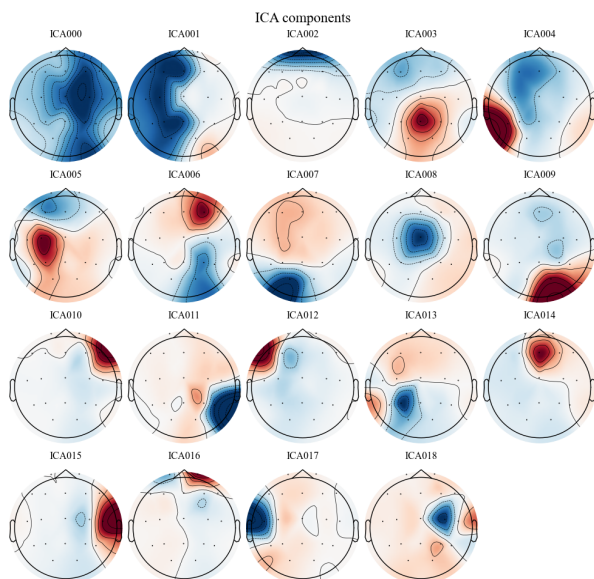 ICA components
ICA000 ICA001 ICA002 ICA003 ICA004
ICA005 ICA006 ICA007 ICA008 ICA009
ICA010 ICA011 ICA012 ICA013 ICA014
ICA015 ICA016 ICA017 ICA018